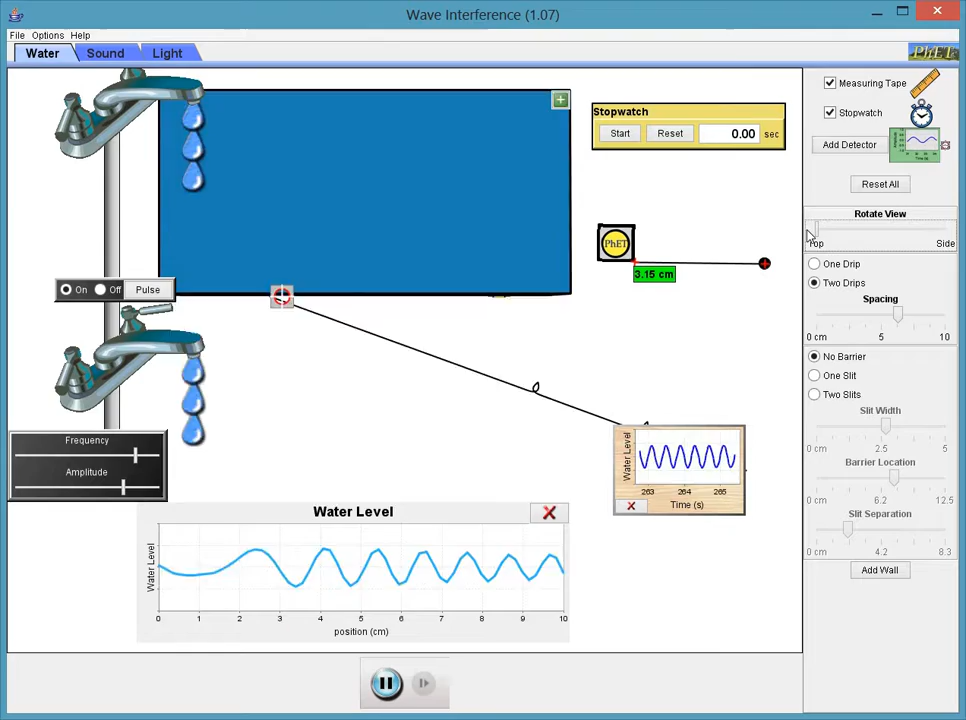 Wave Interference (1.07)
File Options Help
Water Sound Light PhET
Measuring Tape
Stopwatch
Start Reset 0.00 sec
Stopwatch
Add Detector
Reset All
Rotate View
Top Side
PhET
3.15 cm
One Drip
Two Drips
On Off Pulse
Spacing
0 cm 5 10
No Barrier
One Slit
Two Slits
Slit Width
0 cm 2.5 5
Barrier Location
0 cm 6.2 12.5
Slit Separation
0 cm 4.2 8.3
Add Wall
Frequency
Amplitude
Water Level
263 264 265
Time (s)
Water Level
Water Level
0 1 2 3 4 5 6 7 8 9 10
position (cm)